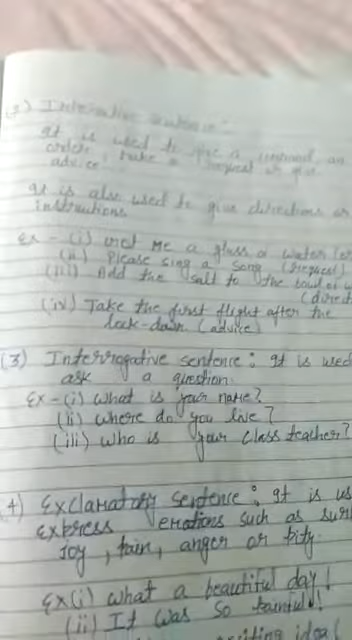 Imperative sentence:
It is used to give a command, an
order, make a request or give
advice.
It is also used to give directions or
instructions.
Ex - (i) Get Me a glass of water (or
(ii) Please sing a song (request)
(iii) Add the salt to the bowl of
(direct
(iv) Take the first flight after the
lock-down (advice)
(3) Interrogative sentence: It is used
ask a question.
Ex - (i) What is your name?
(ii) Where do you live?
(iii) Who is your class teacher?
4) Exclamatory sentence: It is us
express emotions such as sur
Joy, pain, anger or pity.
Ex (i) What a beautiful day!
(ii) It was so painful!
exciting idea!